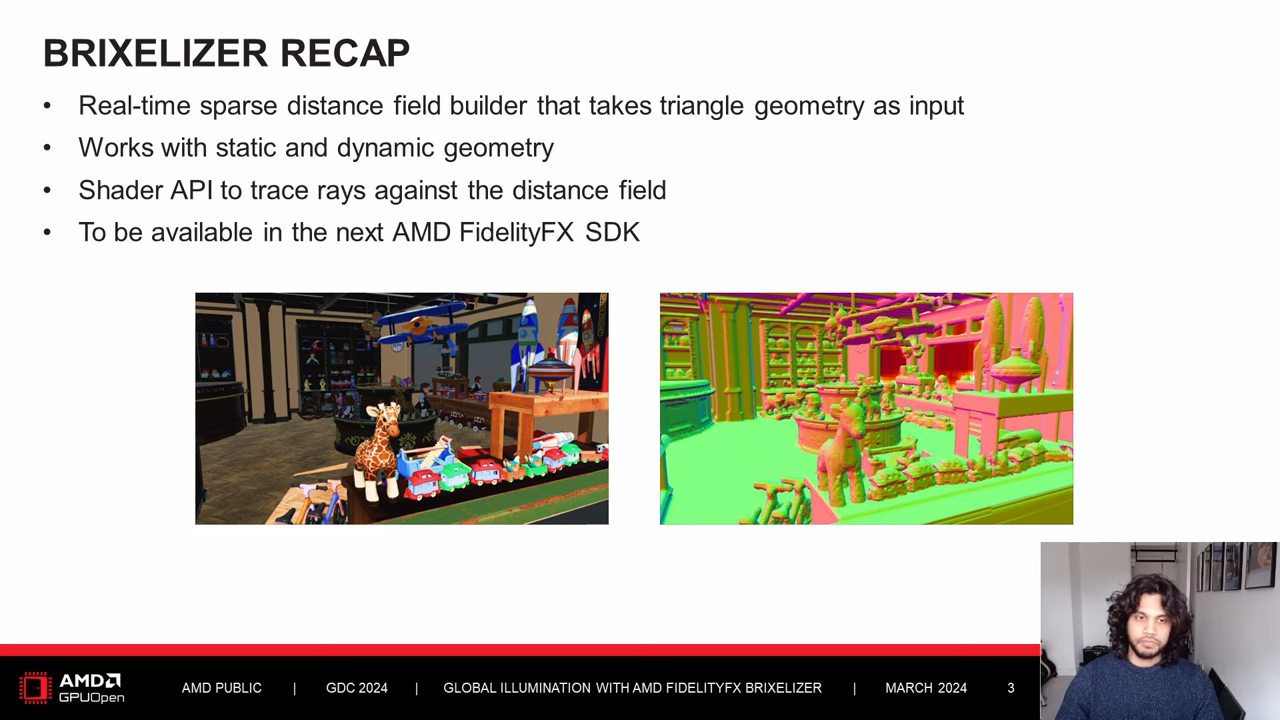 BRIXELIZER RECAP
• Real-time sparse distance field builder that takes triangle geometry as input
• Works with static and dynamic geometry
• Shader API to trace rays against the distance field
• To be available in the next AMD FidelityFX SDK
AMD
GPUOpen
AMD PUBLIC | GDC 2024 | GLOBAL ILLUMINATION WITH AMD FIDELITYFX BRIXELIZER | MARCH 2024 3